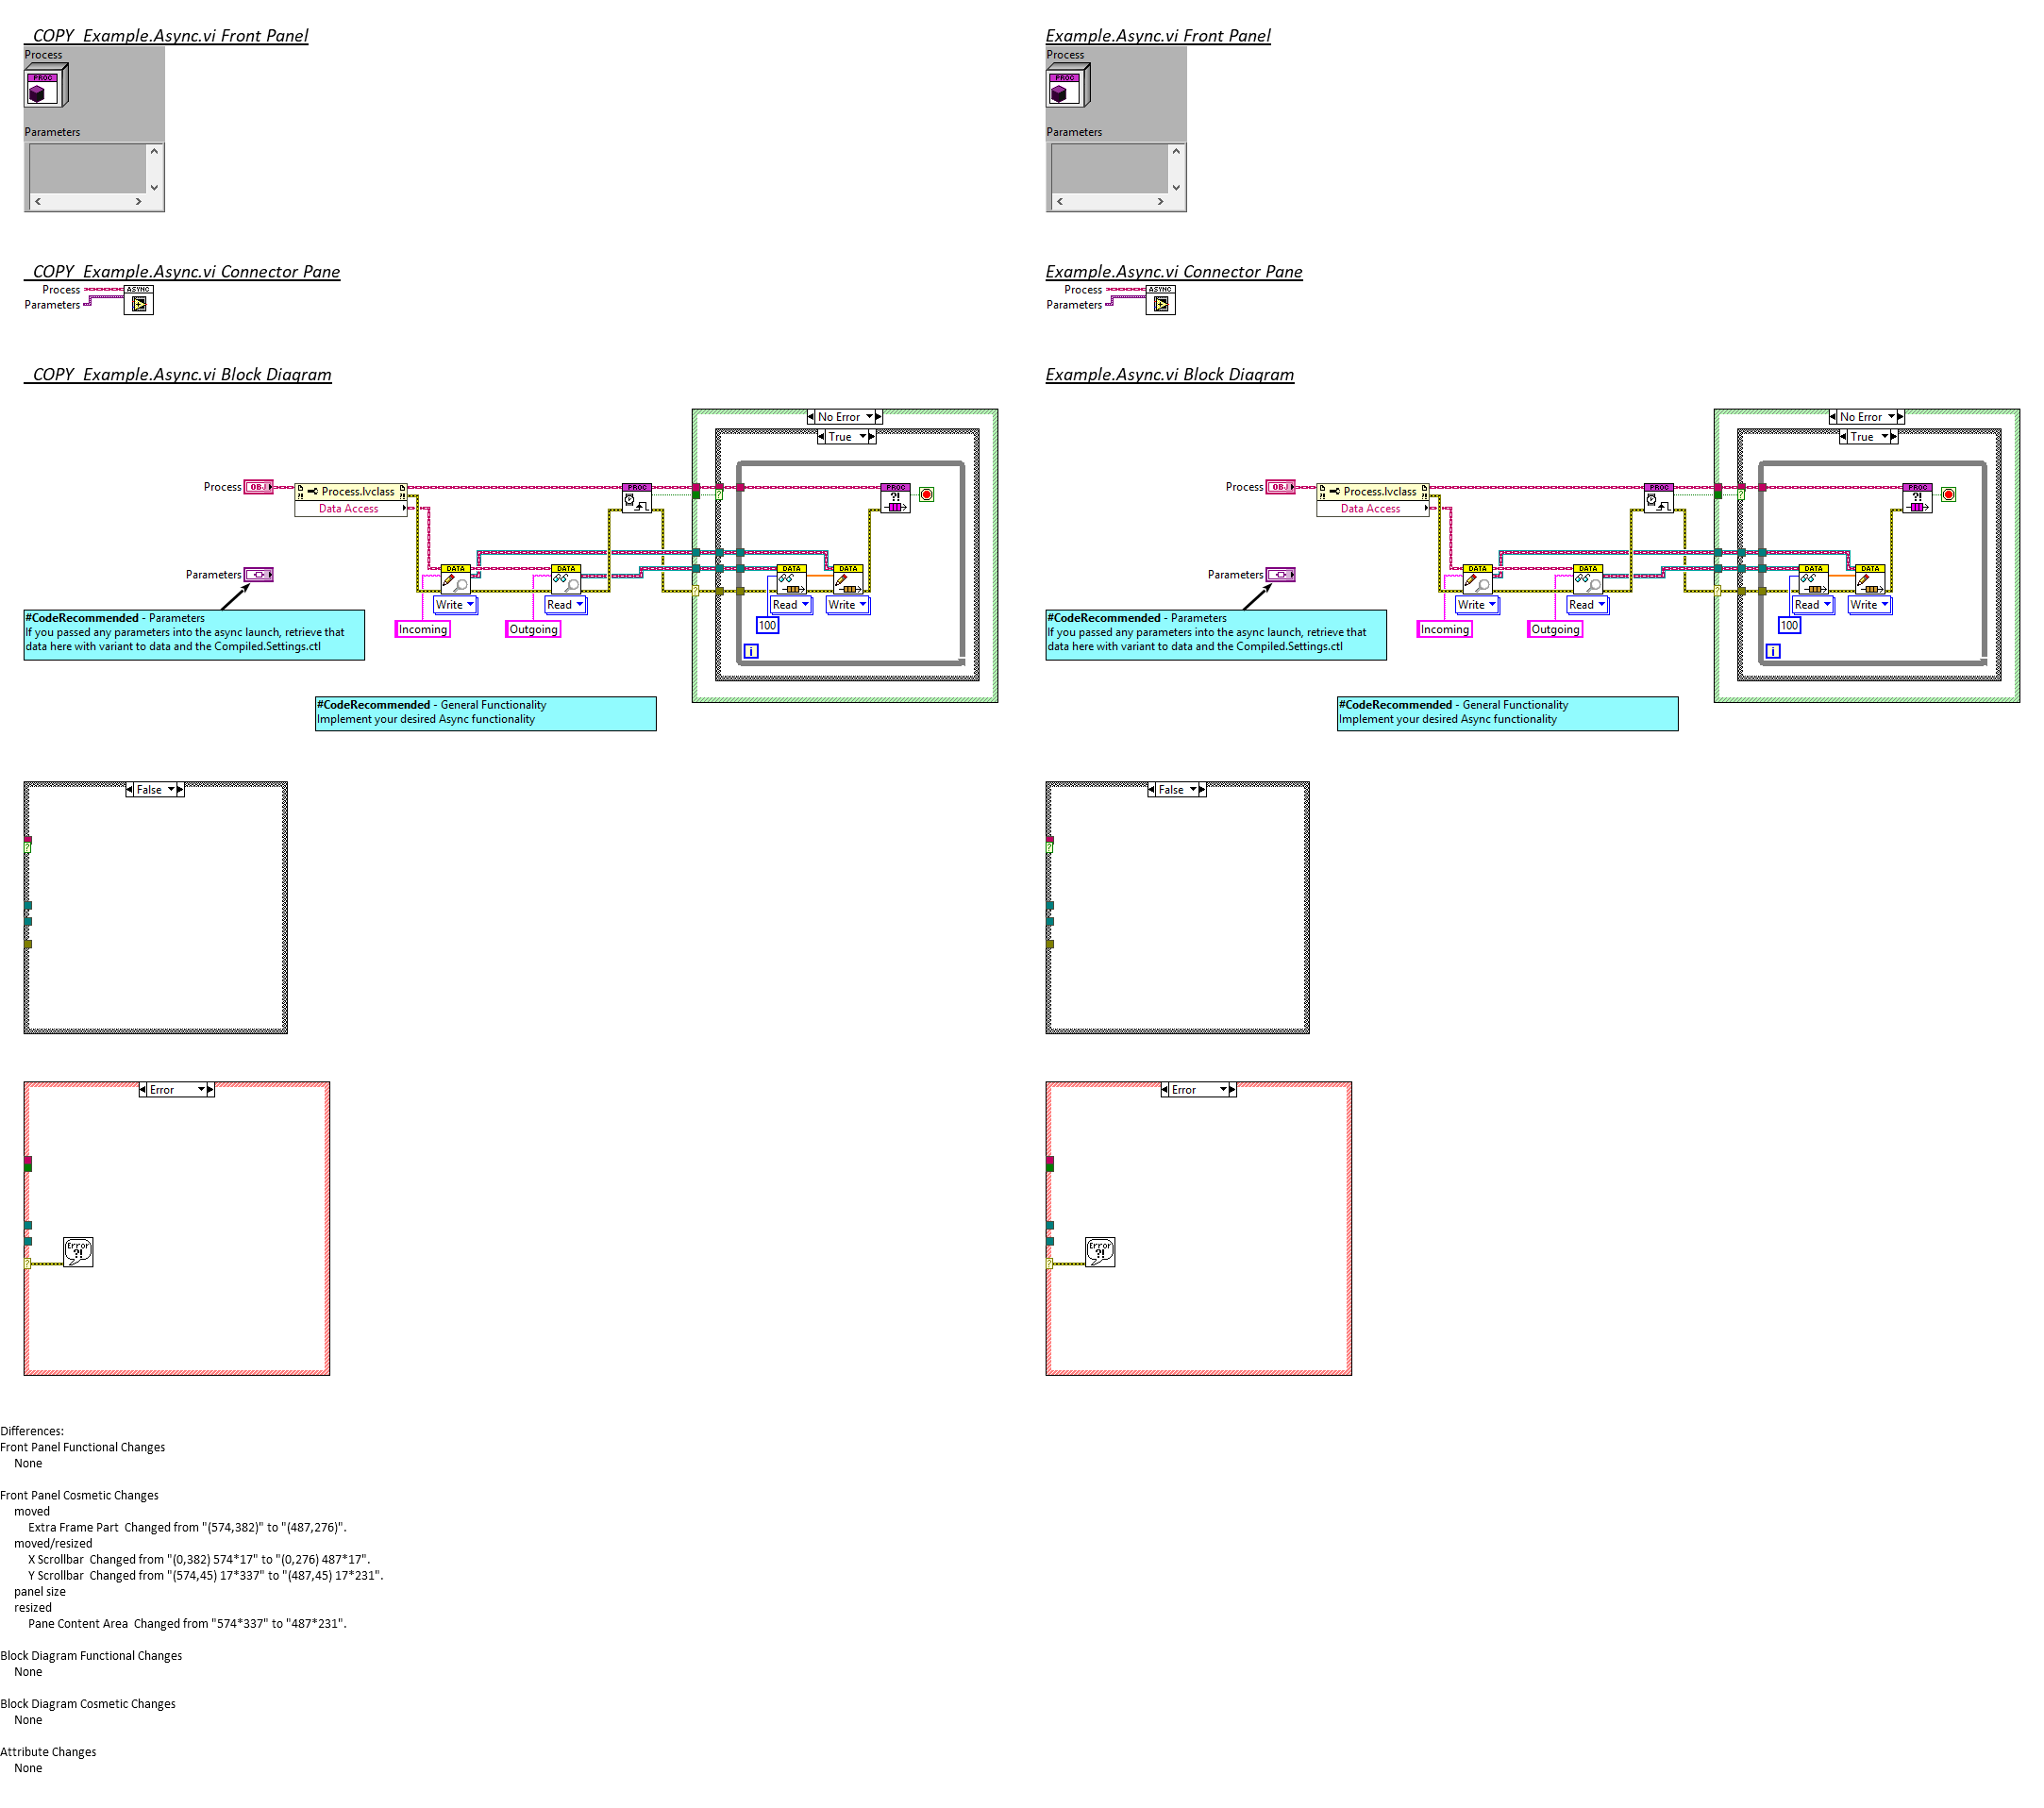 _COPY_Example.Async.vi Front Panel
Process
PROC
Parameters
_COPY_Example.Async.vi Connector Pane
Process
ASYNC
Parameters
_COPY_Example.Async.vi Block Diagram
No Error
True
Process
OBJ
Process.lvclass
Data Access
PROC
PROC
?!
Parameters
DATA
DATA
DATA
DATA
Write
Read
Read
Write
Incoming
Outgoing
100
i
#CodeRecommended - Parameters
If you passed any parameters into the async launch, retrieve that
data here with variant to data and the Compiled.Settings.ctl
#CodeRecommended - General Functionality
Implement your desired Async functionality
False
Error
Error
?!
Example.Async.vi Front Panel
Process
PROC
Parameters
Example.Async.vi Connector Pane
Process
ASYNC
Parameters
Example.Async.vi Block Diagram
No Error
True
Process
OBJ
Process.lvclass
Data Access
PROC
PROC
?!
Parameters
DATA
DATA
DATA
DATA
Write
Read
Read
Write
Incoming
Outgoing
100
i
#CodeRecommended - Parameters
If you passed any parameters into the async launch, retrieve that
data here with variant to data and the Compiled.Settings.ctl
#CodeRecommended - General Functionality
Implement your desired Async functionality
False
Error
Error
?!
Differences:
Front Panel Functional Changes
None
Front Panel Cosmetic Changes
moved
Extra Frame Part  Changed from "(574,382)" to "(487,276)".
moved/resized
X Scrollbar  Changed from "(0,382) 574*17" to "(0,276) 487*17".
Y Scrollbar  Changed from "(574,45) 17*337" to "(487,45) 17*231".
panel size
resized
Pane Content Area  Changed from "574*337" to "487*231".
Block Diagram Functional Changes
None
Block Diagram Cosmetic Changes
None
Attribute Changes
None